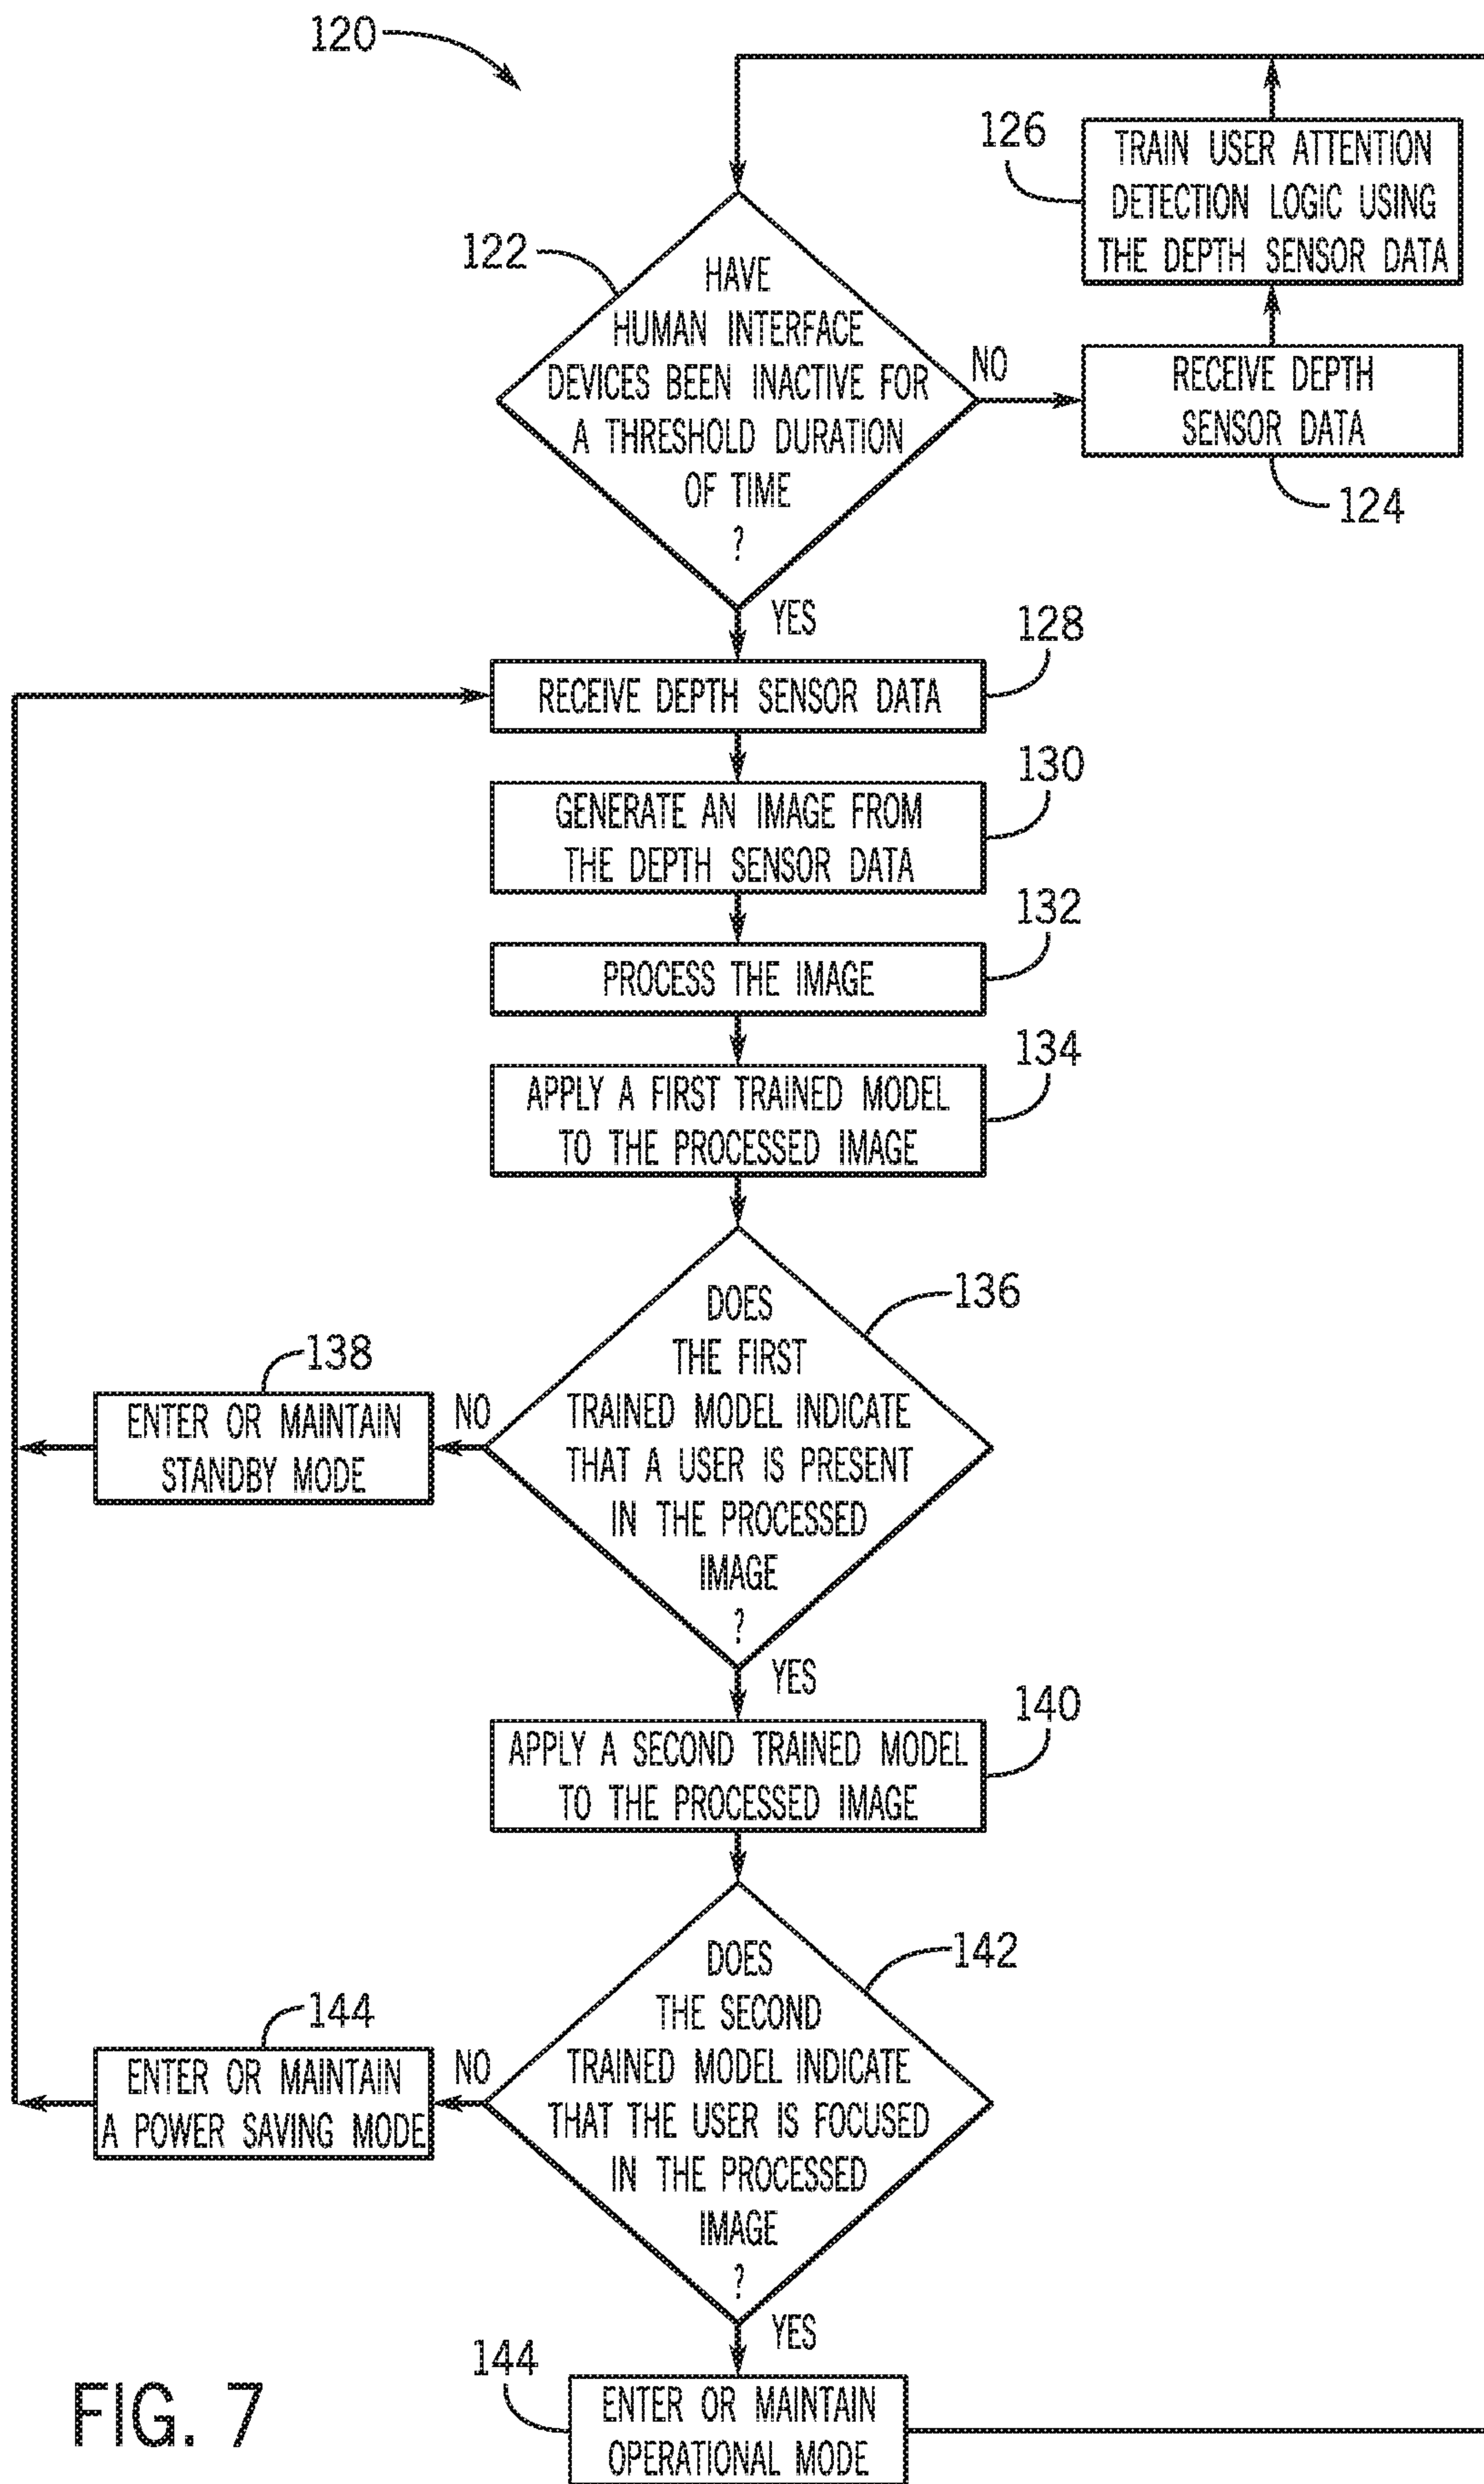 120
126
TRAIN USER ATTENTION
DETECTION LOGIC USING
THE DEPTH SENSOR DATA
122
HAVE
HUMAN INTERFACE
DEVICES BEEN INACTIVE FOR
A THRESHOLD DURATION
OF TIME
?
NO
RECEIVE DEPTH
SENSOR DATA
124
YES
128
RECEIVE DEPTH SENSOR DATA
130
GENERATE AN IMAGE FROM
THE DEPTH SENSOR DATA
132
PROCESS THE IMAGE
134
APPLY A FIRST TRAINED MODEL
TO THE PROCESSED IMAGE
136
DOES
THE FIRST
TRAINED MODEL INDICATE
THAT A USER IS PRESENT
IN THE PROCESSED
IMAGE
?
NO
138
ENTER OR MAINTAIN
STANDBY MODE
YES
140
APPLY A SECOND TRAINED MODEL
TO THE PROCESSED IMAGE
142
DOES
THE SECOND
TRAINED MODEL INDICATE
THAT THE USER IS FOCUSED
IN THE PROCESSED
IMAGE
?
NO
144
ENTER OR MAINTAIN
A POWER SAVING MODE
YES
144
ENTER OR MAINTAIN
OPERATIONAL MODE
FIG. 7